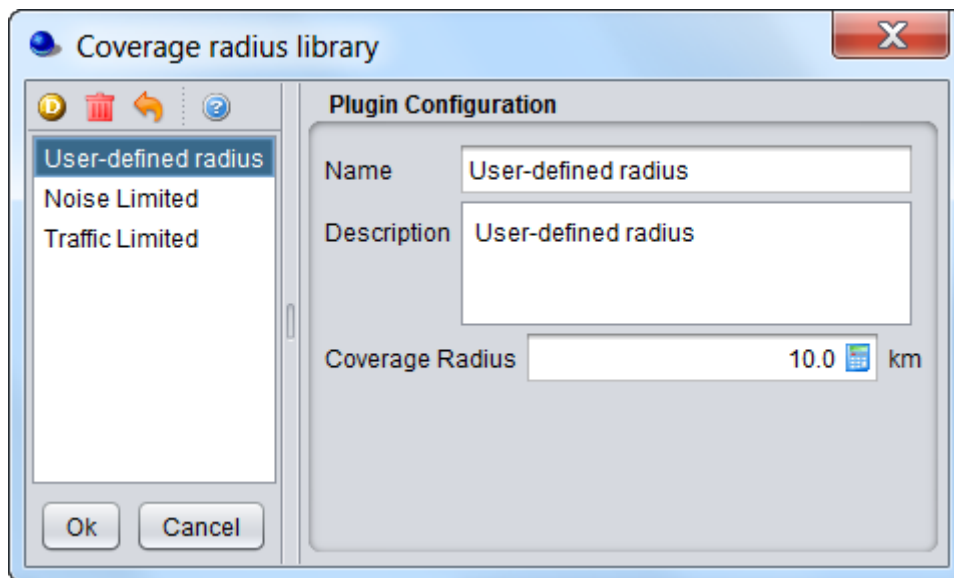 Coverage radius library
X
D
?
User-defined radius
Noise Limited
Traffic Limited
Ok
Cancel
Plugin Configuration
Name
User-defined radius
Description
User-defined radius
Coverage Radius
10.0
km